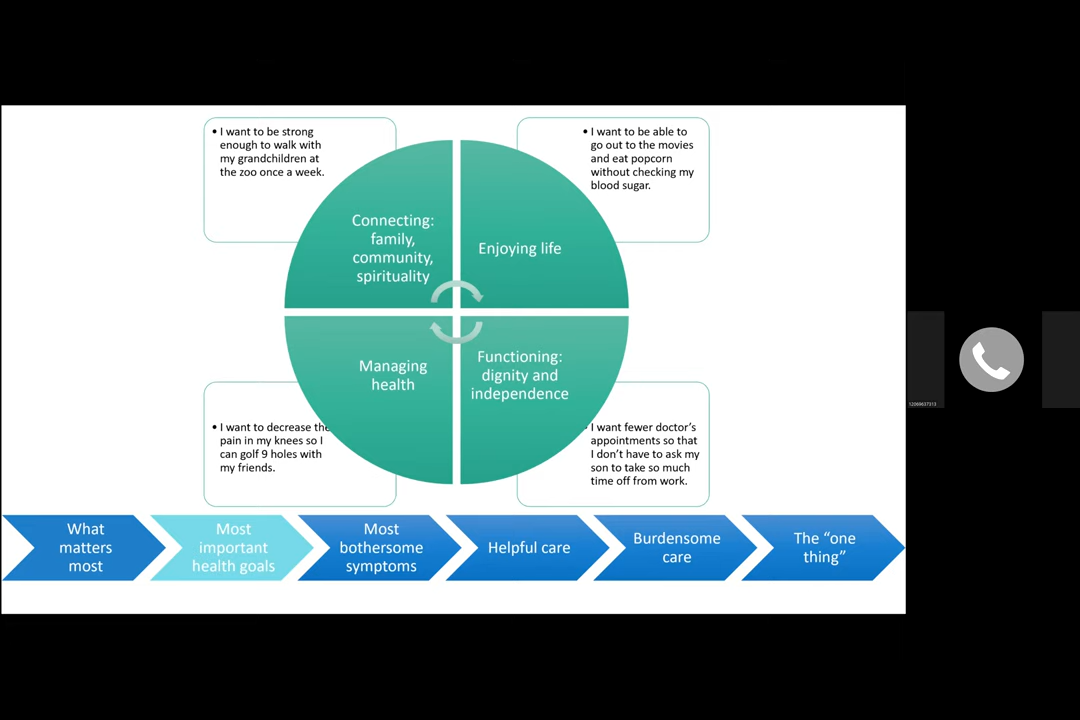 • I want to be strong
enough to walk with
my grandchildren at
the zoo once a week.
• I want to be able to
go out to the movies
and eat popcorn
without checking my
blood sugar.
Connecting:
family,
community,
spirituality
Enjoying life
Managing
health
Functioning:
dignity and
independence
• I want to decrease the
pain in my knees so I
can golf 9 holes with
my friends.
• I want fewer doctor’s
appointments so that
I don’t have to ask my
son to take so much
time off from work.
What
matters
most
Most
important
health goals
Most
bothersome
symptoms
Helpful care
Burdensome
care
The “one
thing”
12069637313